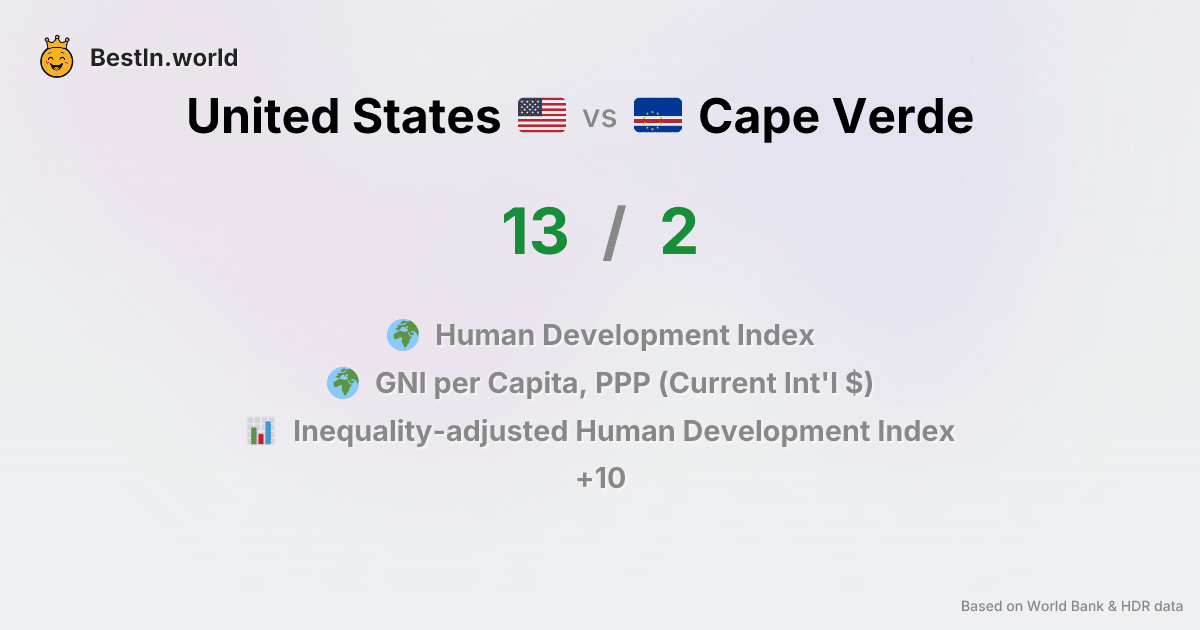 BestIn.world
United States vs Cape Verde
13 / 2
Human Development Index
GNI per Capita, PPP (Current Int'l $)
Inequality-adjusted Human Development Index
+10
Based on World Bank & HDR data